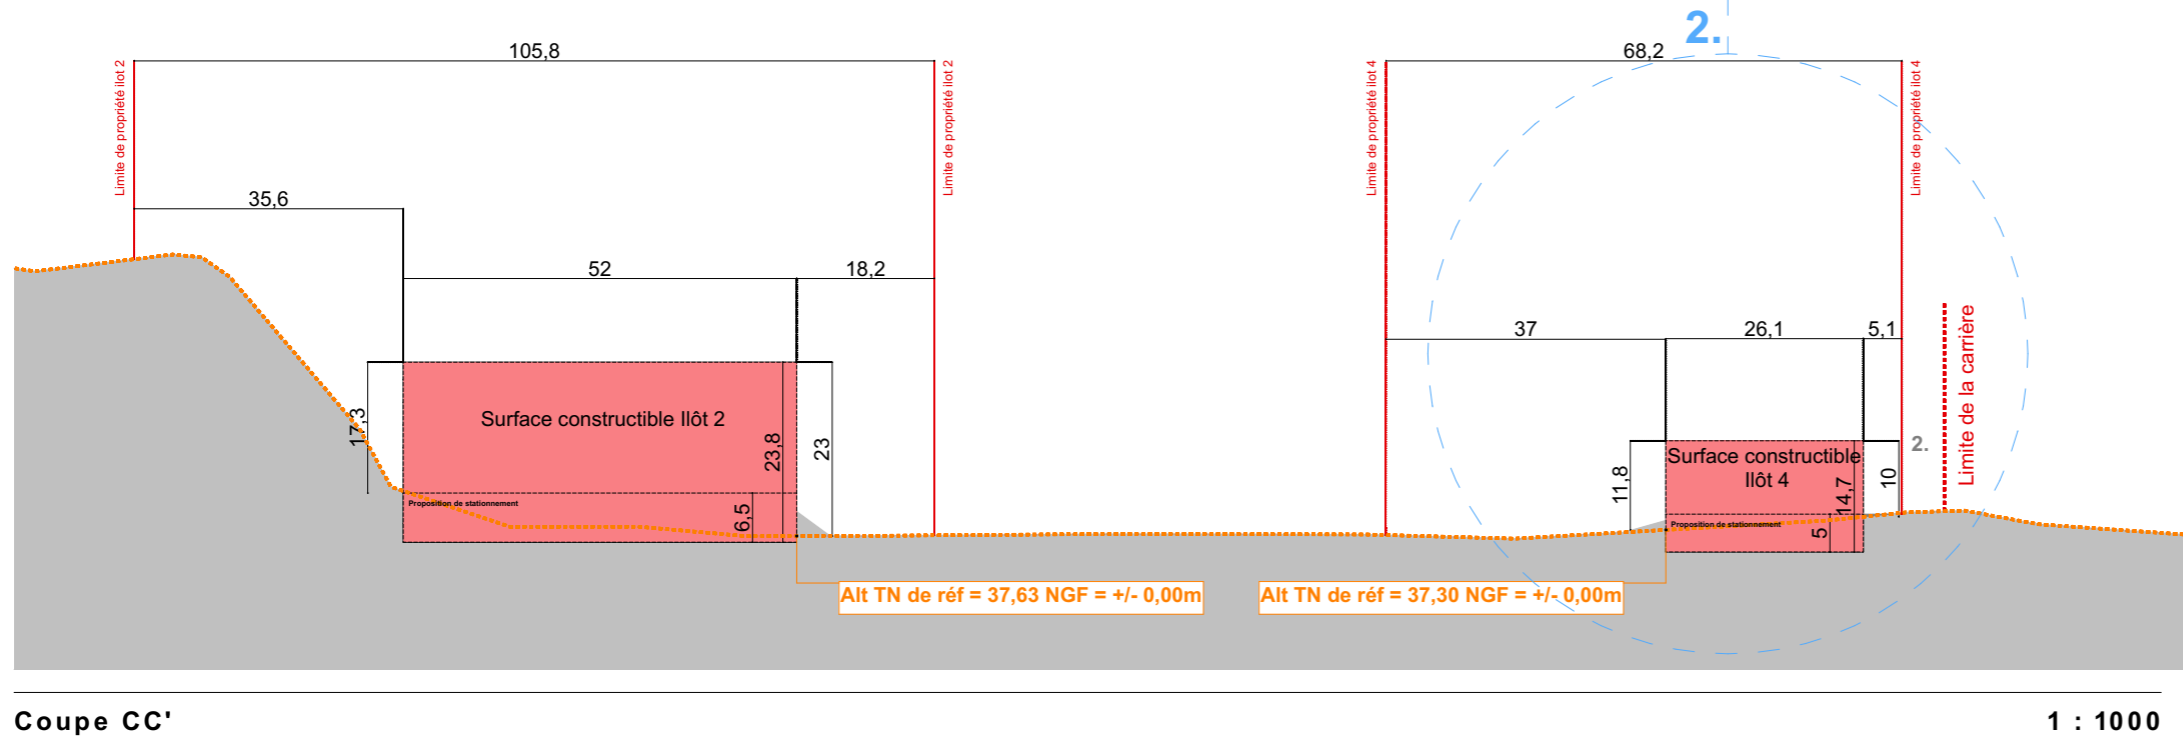 2.
105,8
68,2
Limite de propriété ilot 2
Limite de propriété ilot 2
Limite de propriété ilot 4
Limite de propriété ilot 4
35,6
52
18,2
37
26,1
5,1
Limite de la carrière
17,3
Surface constructible Ilôt 2
23,8
23
Proposition de stationnement
6,5
11,8
Surface constructible
Ilôt 4
14,7
10
2.
Proposition de stationnement
5
Alt TN de réf = 37,63 NGF = +/- 0,00m
Alt TN de réf = 37,30 NGF = +/- 0,00m
Coupe CC'
1 : 1000